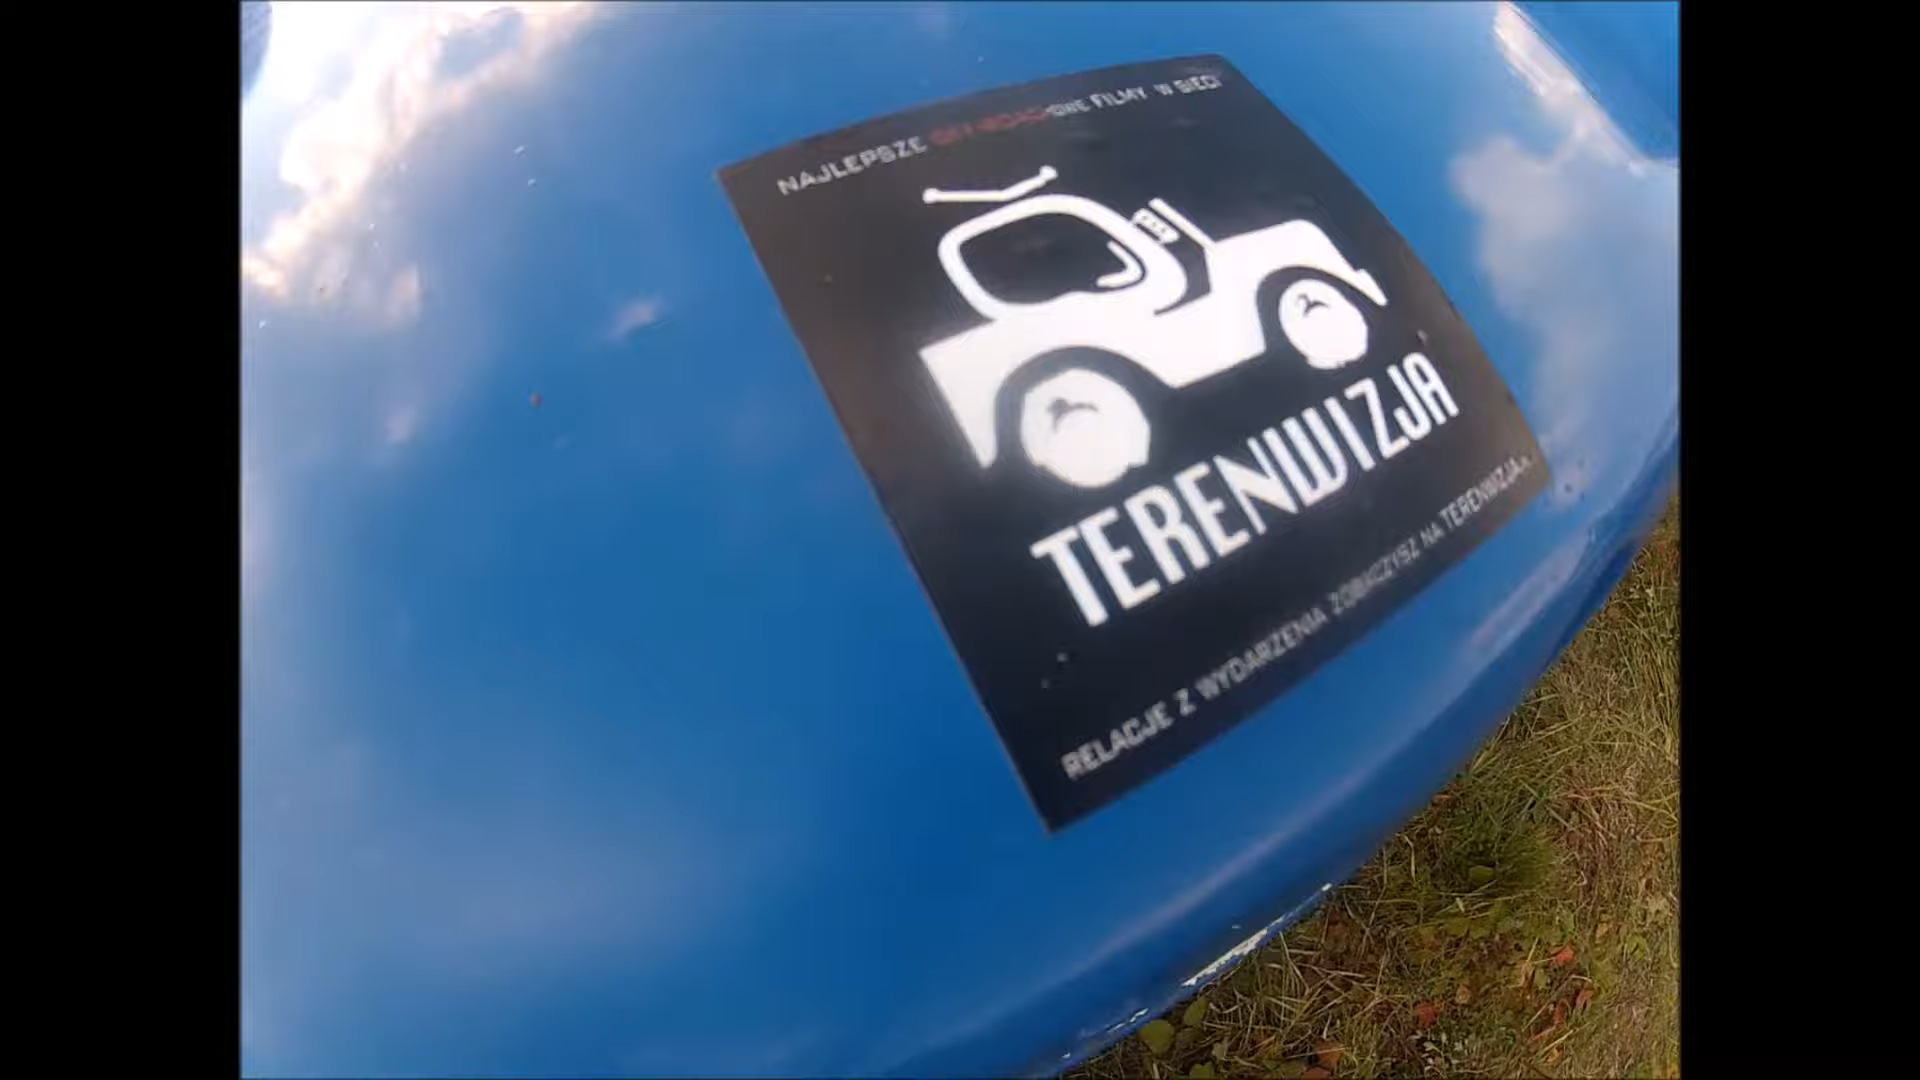 NAJLEPSZE OFF-ROAD-OWE FILMY W SIECI
TERENWIZJA
RELACJE Z WYDARZENIA ZOBACZYSZ NA TERENWIZJA.